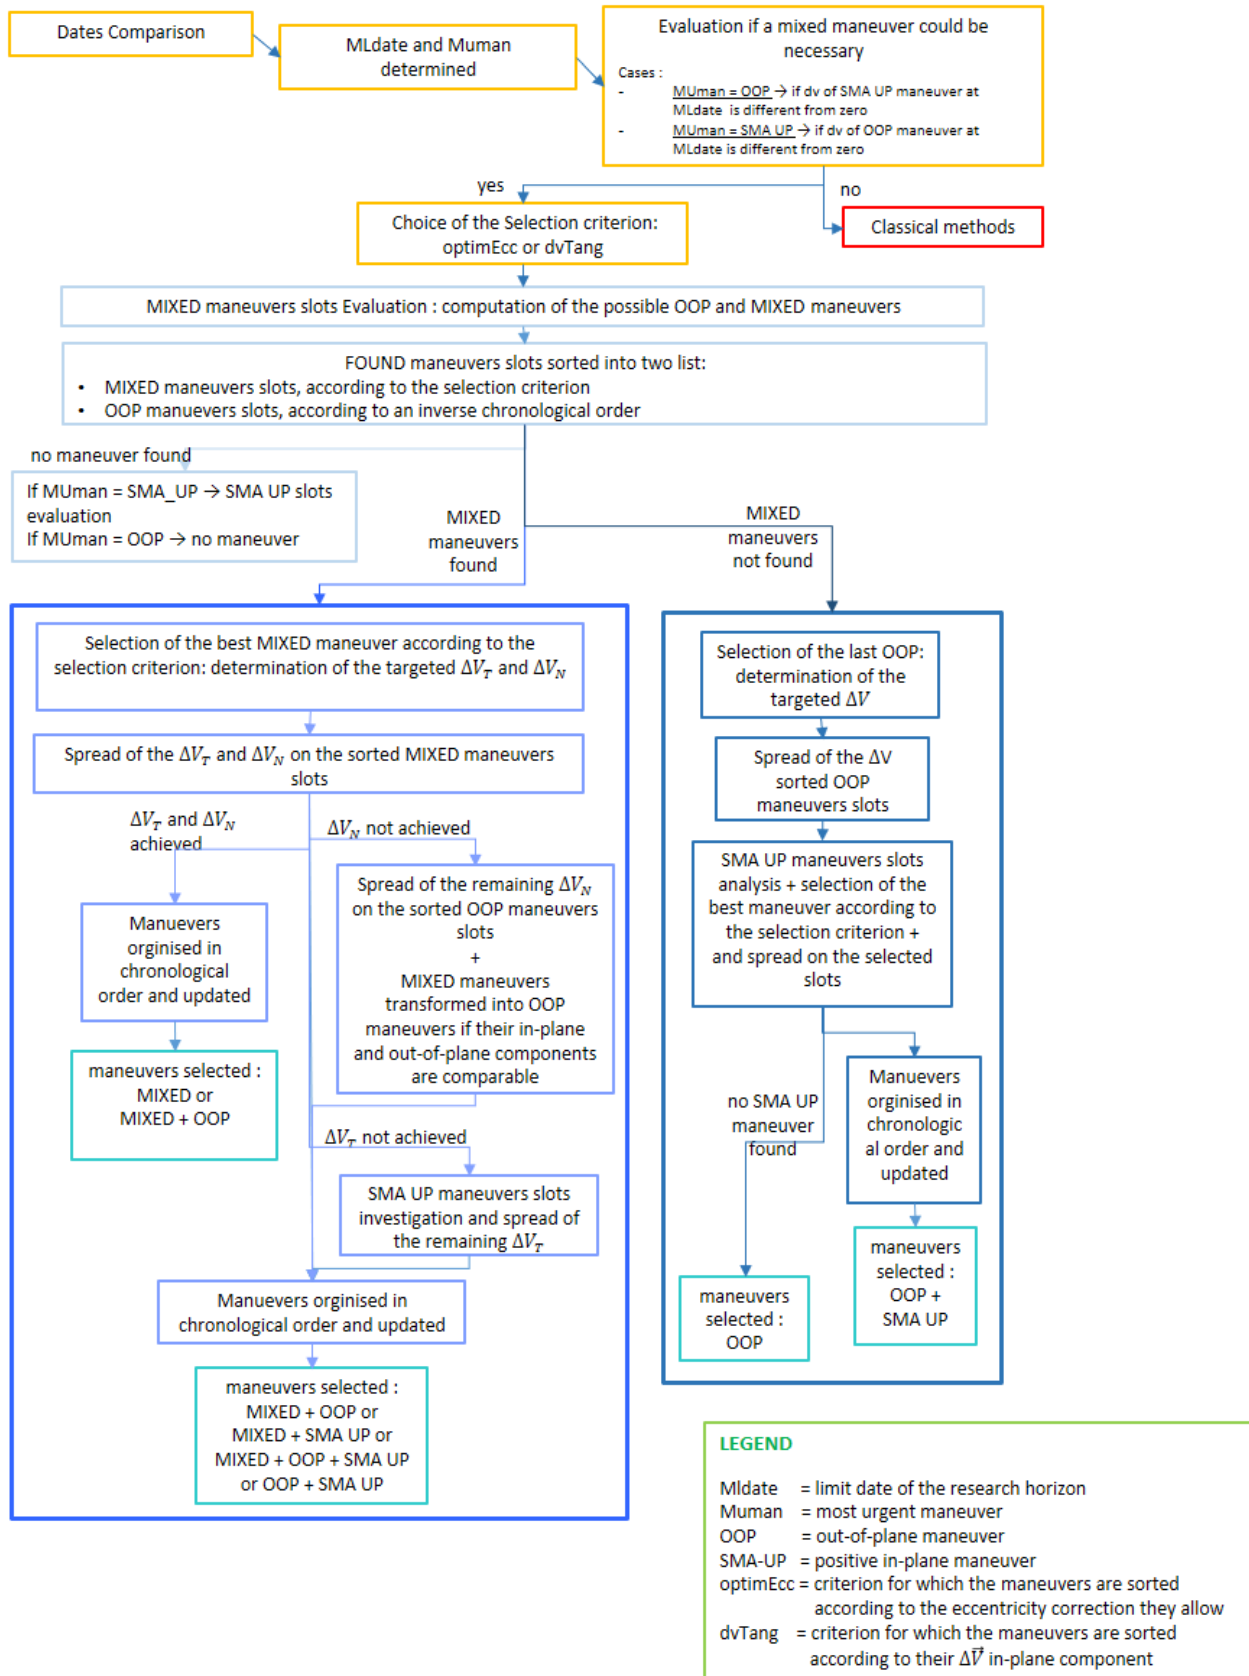 Dates Comparison
MLdate and Muman
determined
Evaluation if a mixed maneuver could be
necessary
Cases :
- MUman = OOP → if dv of SMA UP maneuver at
MLdate is different from zero
- MUman = SMA UP → if dv of OOP maneuver at
MLdate is different from zero
yes
no
Choice of the Selection criterion:
optimEcc or dvTang
Classical methods
MIXED maneuvers slots Evaluation : computation of the possible OOP and MIXED maneuvers
FOUND maneuvers slots sorted into two list:
• MIXED maneuvers slots, according to the selection criterion
• OOP manuevers slots, according to an inverse chronological order
no maneuver found
If MUman = SMA_UP → SMA UP slots
evaluation
If MUman = OOP → no maneuver
MIXED
maneuvers
found
MIXED
maneuvers
not found
Selection of the best MIXED maneuver according to the
selection criterion: determination of the targeted ΔV_T and ΔV_N
Spread of the ΔV_T and ΔV_N on the sorted MIXED maneuvers
slots
ΔV_T and ΔV_N
achieved
ΔV_N not achieved
Manuevers
orginised in
chronological
order and updated
maneuvers selected :
MIXED or
MIXED + OOP
Spread of the remaining ΔV_N
on the sorted OOP maneuvers
slots
+
MIXED maneuvers
transformed into OOP
maneuvers if their in-plane
and out-of-plane components
are comparable
ΔV_T not achieved
SMA UP maneuvers slots
investigation and spread of
the remaining ΔV_T
Manuevers orginised in
chronological order and updated
maneuvers selected :
MIXED + OOP or
MIXED + SMA UP or
MIXED + OOP + SMA UP
or OOP + SMA UP
Selection of the last OOP:
determination of the
targeted ΔV
Spread of the ΔV
sorted OOP
maneuvers slots
SMA UP maneuvers slots
analysis + selection of the
best maneuver according to
the selection criterion +
and spread on the selected
slots
no SMA UP
maneuver
found
Manuevers
orginised in
chronologic
al order and
updated
maneuvers
selected :
OOP
maneuvers
selected :
OOP +
SMA UP
LEGEND
Mldate = limit date of the research horizon
Muman = most urgent maneuver
OOP = out-of-plane maneuver
SMA-UP = positive in-plane maneuver
optimEcc = criterion for which the maneuvers are sorted
according to the eccentricity correction they allow
dvTang = criterion for which the maneuvers are sorted
according to their ΔV⃗ in-plane component